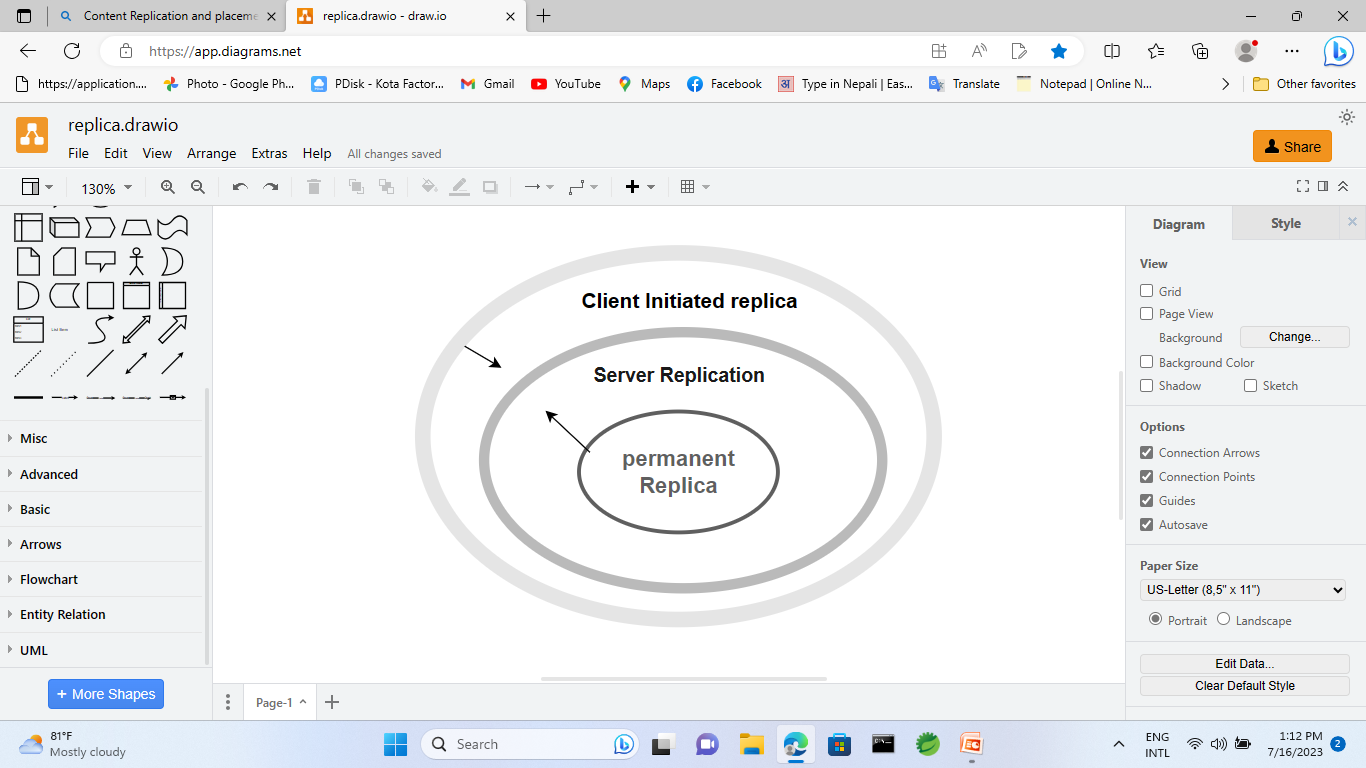 Content Replication and placeme
replica.drawio - draw.io
https://app.diagrams.net
https://application....
Photo - Google Ph...
PDisk - Kota Factor...
Gmail
YouTube
Maps
Facebook
Type in Nepali | Eas...
Translate
Notepad | Online N...
Other favorites
replica.drawio
File Edit View Arrange Extras Help All changes saved
Share
130%
List Item
Misc
Advanced
Basic
Arrows
Flowchart
Entity Relation
UML
+ More Shapes
Client Initiated replica
Server Replication
permanent
Replica
Page-1
Diagram
Style
View
Grid
Page View
Background
Change...
Background Color
Shadow
Sketch
Options
Connection Arrows
Connection Points
Guides
Autosave
Paper Size
US-Letter (8,5" x 11")
Portrait
Landscape
Edit Data...
Clear Default Style
81°F
Mostly cloudy
Search
ENG
INTL
1:12 PM
7/16/2023
2